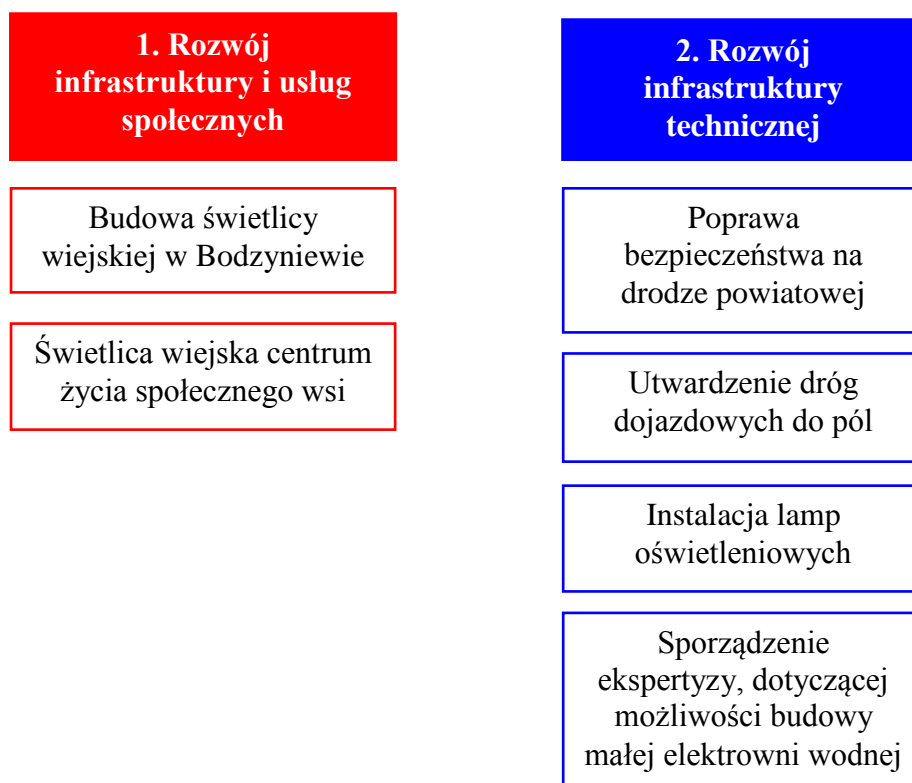 1. Rozwój
infrastruktury i usług
społecznych
Budowa świetlicy
wiejskiej w Bodzyniewie
Świetlica wiejska centrum
życia społecznego wsi
2. Rozwój
infrastruktury
technicznej
Poprawa
bezpieczeństwa na
drodze powiatowej
Utwardzenie dróg
dojazdowych do pól
Instalacja lamp
oświetleniowych
Sporządzenie
ekspertyzy, dotyczącej
możliwości budowy
małej elektrowni wodnej